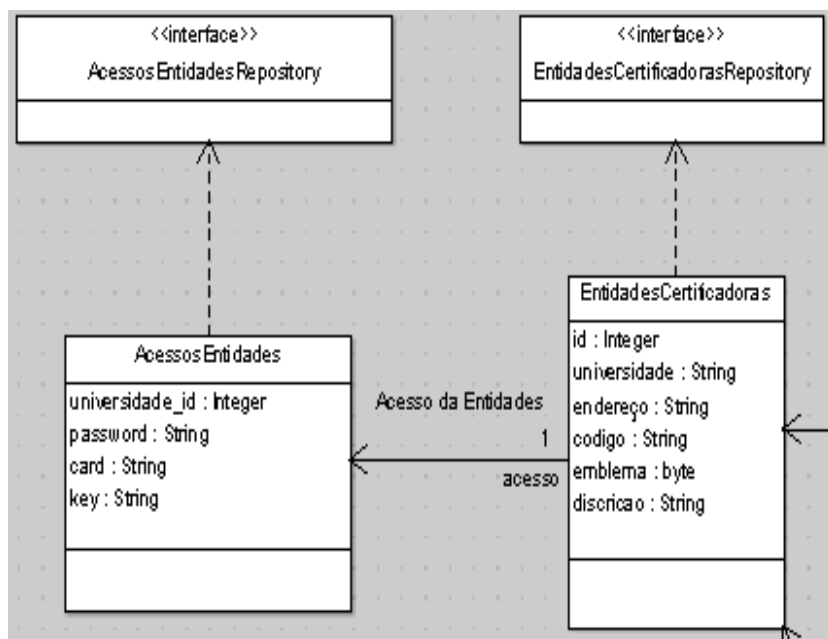 <<interface>>
AcessosEntidadesRepository
<<interface>>
EntidadesCertificadorasRepository
AcessosEntidades
universidade_id : Integer
password : String
card : String
key : String
Acesso da Entidades
1
acesso
EntidadesCertificadoras
id : Integer
universidade : String
endereço : String
codigo : String
emblema : byte
discricao : String